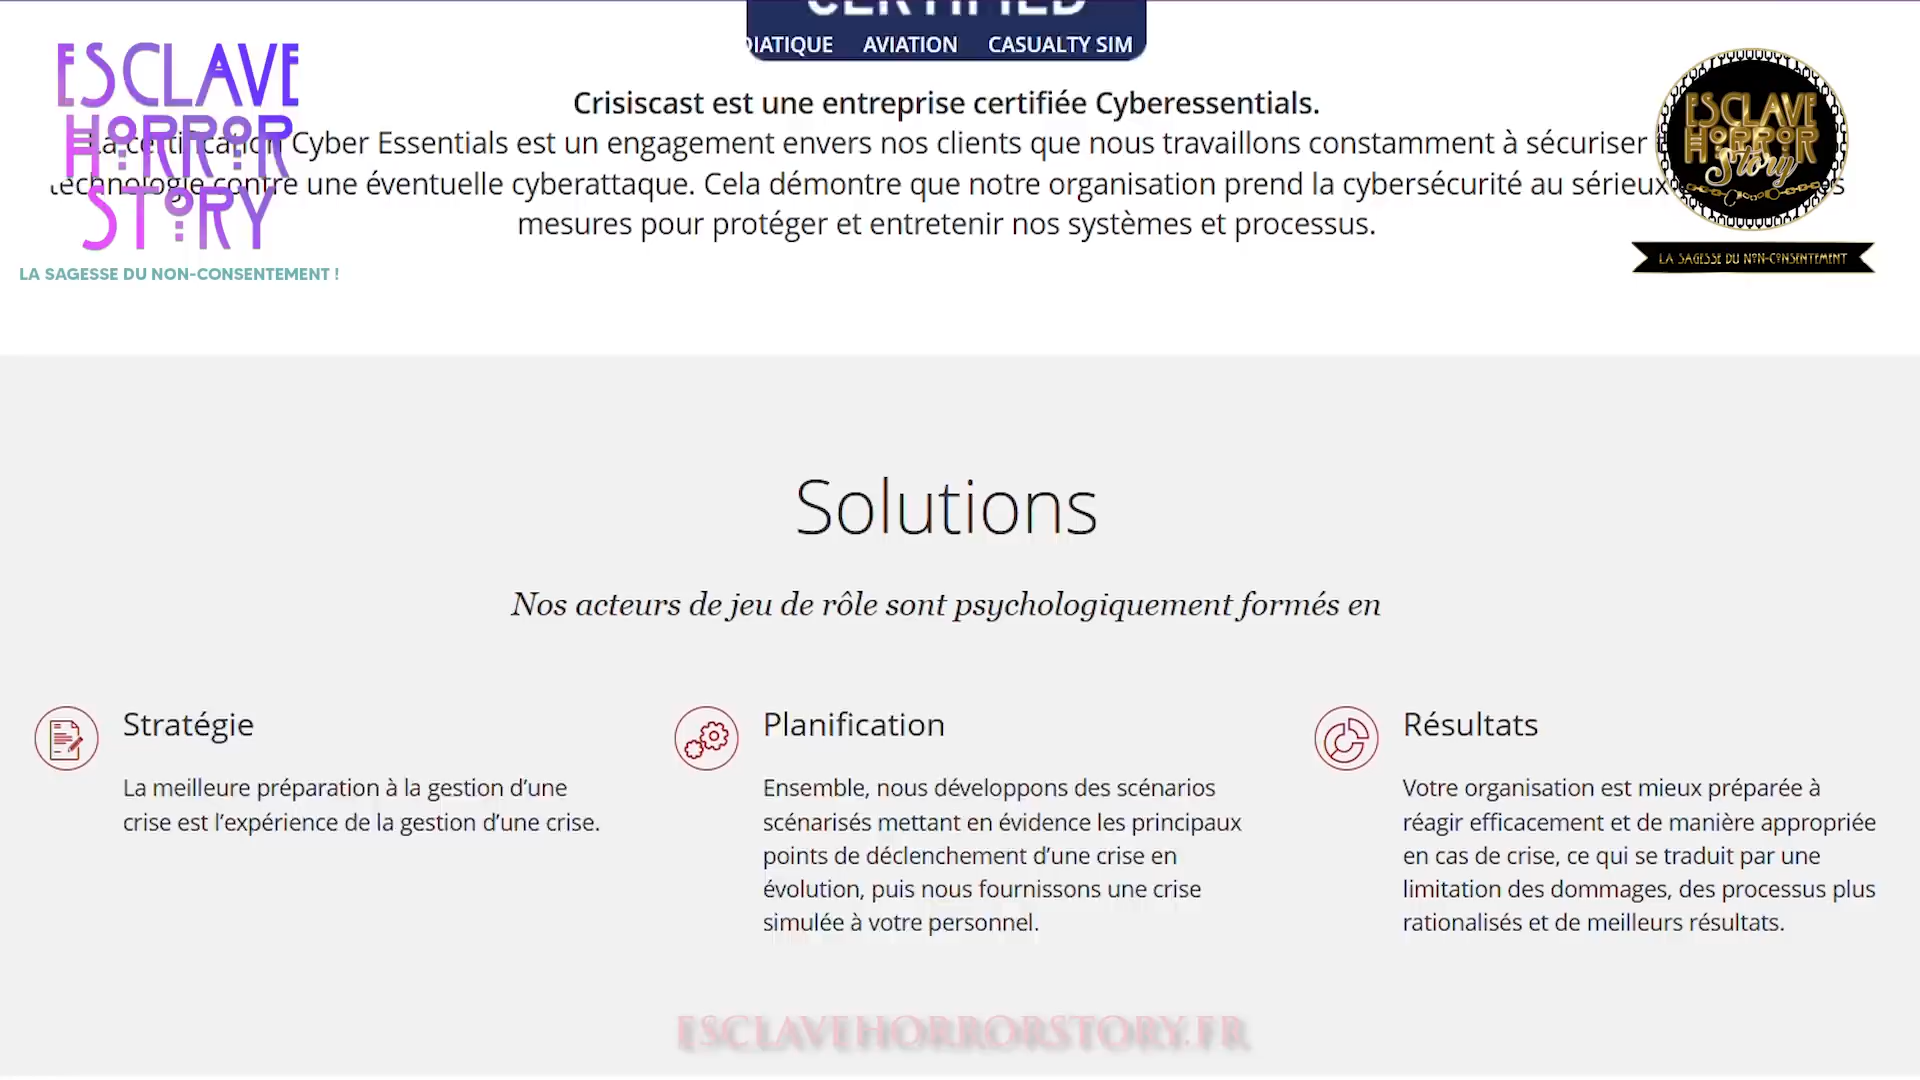 CERTIFIED
DIATIQUE AVIATION CASUALTY SIM
ESCLAVE
HORROR
STORY
LA SAGESSE DU NON-CONSENTEMENT !
ESCLAVE
HORROR
Story
LA SAGESSE DU NON-CONSENTEMENT
Crisiscast est une entreprise certifiée Cyberessentials.
La certification Cyber Essentials est un engagement envers nos clients que nous travaillons constamment à sécuriser
technologie contre une éventuelle cyberattaque. Cela démontre que notre organisation prend la cybersécurité au sérieux
mesures pour protéger et entretenir nos systèmes et processus.
Solutions
Nos acteurs de jeu de rôle sont psychologiquement formés en
Stratégie
La meilleure préparation à la gestion d’une
crise est l’expérience de la gestion d’une crise.
Planification
Ensemble, nous développons des scénarios
scénarisés mettant en évidence les principaux
points de déclenchement d’une crise en
évolution, puis nous fournissons une crise
simulée à votre personnel.
Résultats
Votre organisation est mieux préparée à
réagir efficacement et de manière appropriée
en cas de crise, ce qui se traduit par une
limitation des dommages, des processus plus
rationalisés et de meilleurs résultats.
ESCLAVEHORRORSTORY.FR